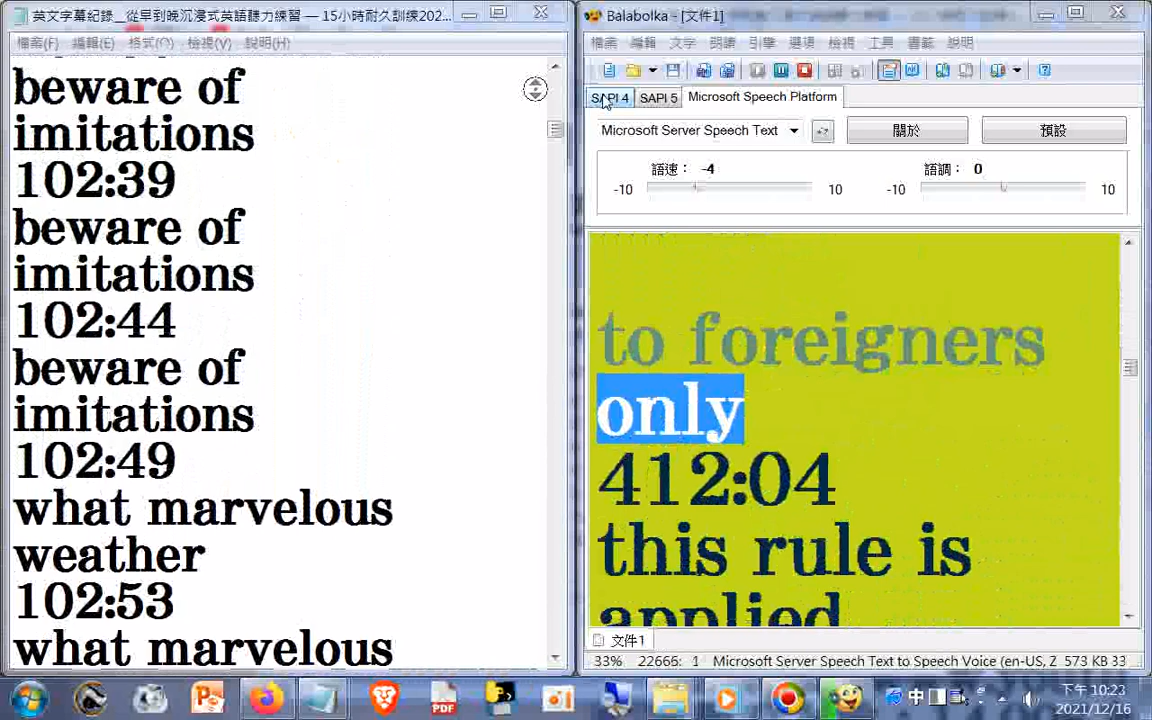 英文字幕紀錄__從早到晚沉浸式英語聽力練習 — 15小時耐久訓練202...
檔案(F) 編輯(E) 格式(O) 檢視(V) 說明(H)
beware of
imitations
102:39
beware of
imitations
102:44
beware of
imitations
102:49
what marvelous
weather
102:53
what marvelous
Balabolka - [文件1]
檔案 編輯 文字 朗讀 引擎 選項 檢視 工具 書籤 說明
SAPI 4 SAPI 5 Microsoft Speech Platform
Microsoft Server Speech Text 關於 預設
語速： -4 語調： 0
-10 10 -10 10
to foreigners
only
412:04
this rule is
applied
文件1
33% 22665: 1 Microsoft Server Speech Text to Speech Voice (en-US, Z 573 KB 33
PDF 中 下午 10:23
2021/12/16